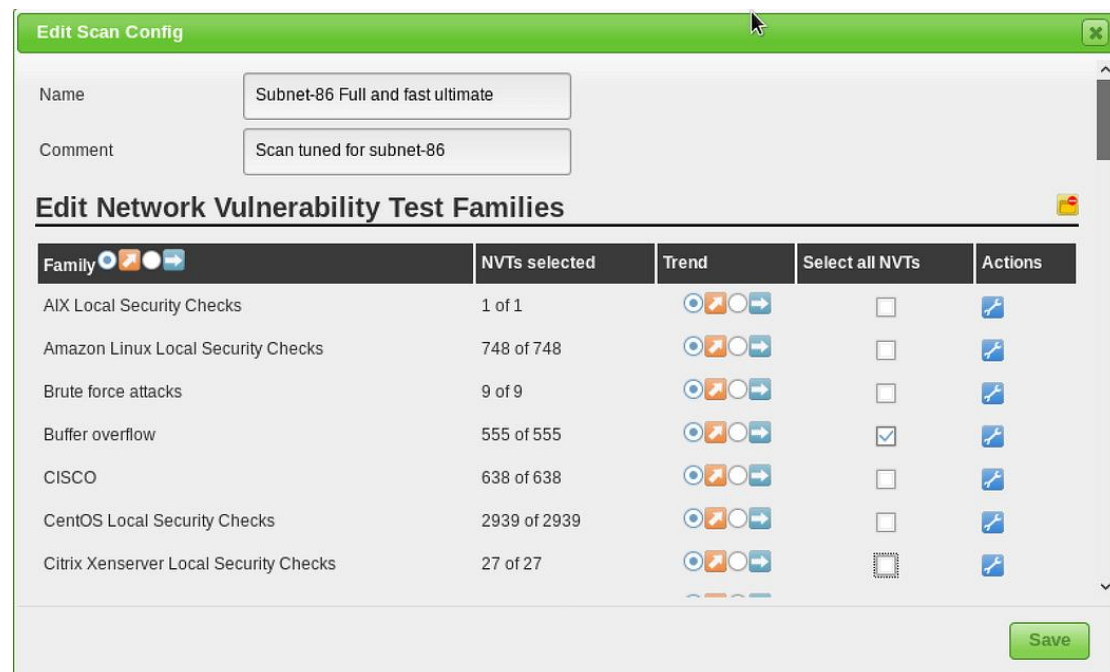 Edit Scan Config
Name Subnet-86 Full and fast ultimate
Comment Scan tuned for subnet-86
Edit Network Vulnerability Test Families
Family NVTs selected Trend Select all NVTs Actions
AIX Local Security Checks 1 of 1
Amazon Linux Local Security Checks 748 of 748
Brute force attacks 9 of 9
Buffer overflow 555 of 555
CISCO 638 of 638
CentOS Local Security Checks 2939 of 2939
Citrix Xenserver Local Security Checks 27 of 27
Save